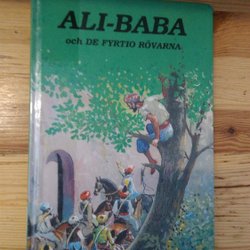 ALI-BABA
och DE FYRTIO RÖVARNA